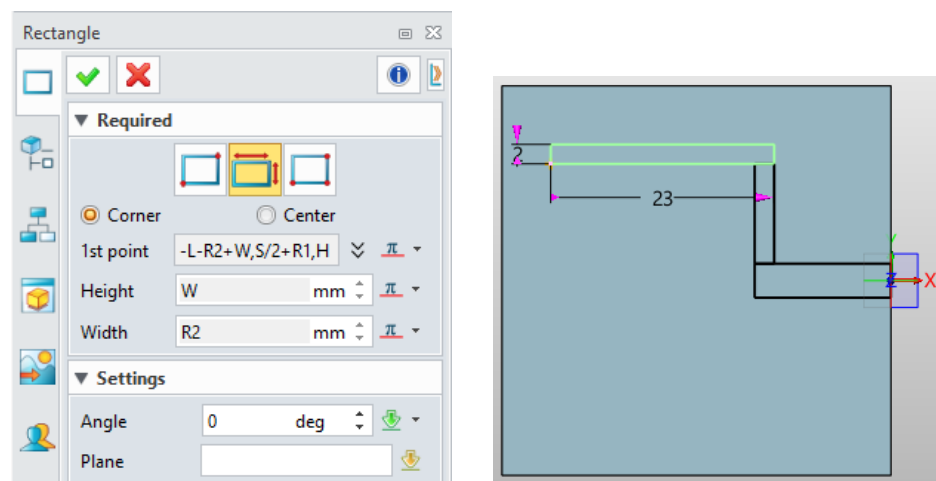 Rectangle
▼ Required
Corner
Center
1st point
-L-R2+W,S/2+R1,H
Height
W
mm
Width
R2
mm
▼ Settings
Angle
0
deg
Plane
2
23
Y
Z
X